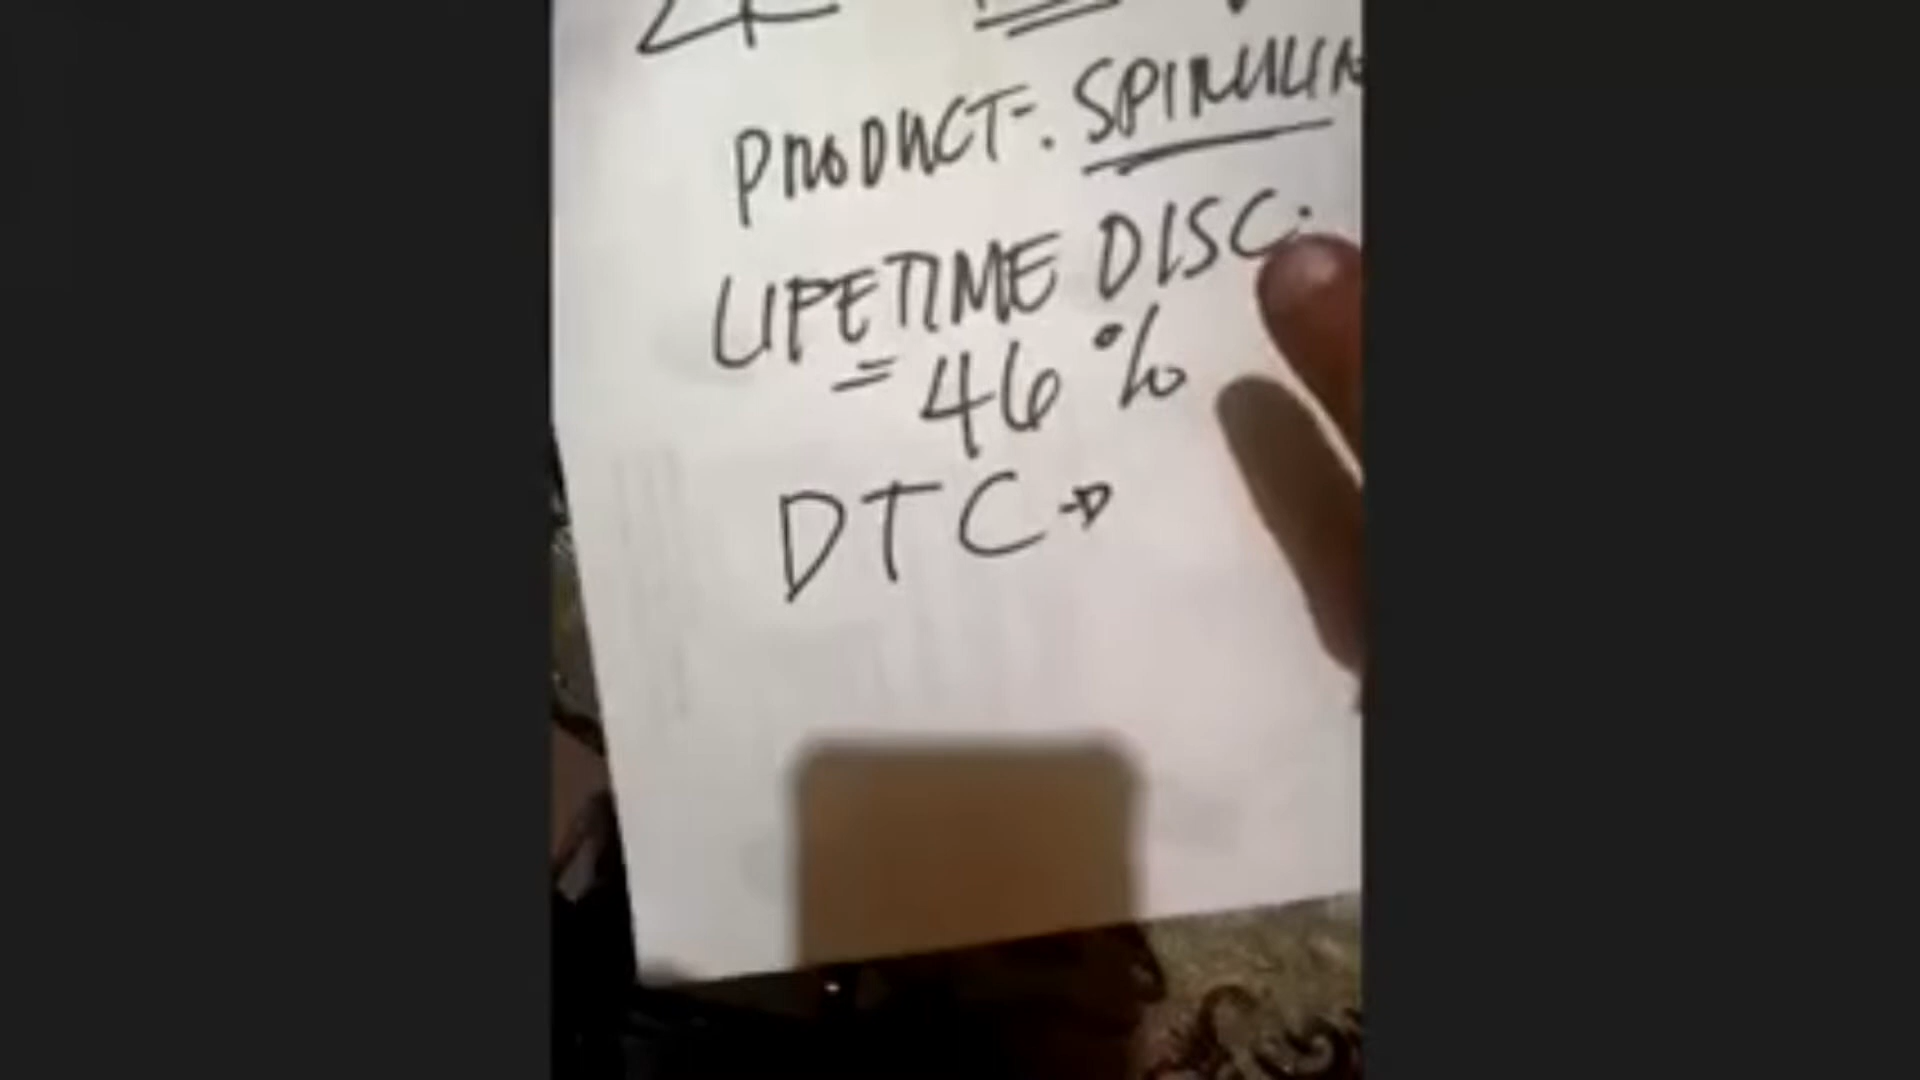 PRODUCT: SPIRULIN
LIFETIME DISC.
= 46%
DTC→